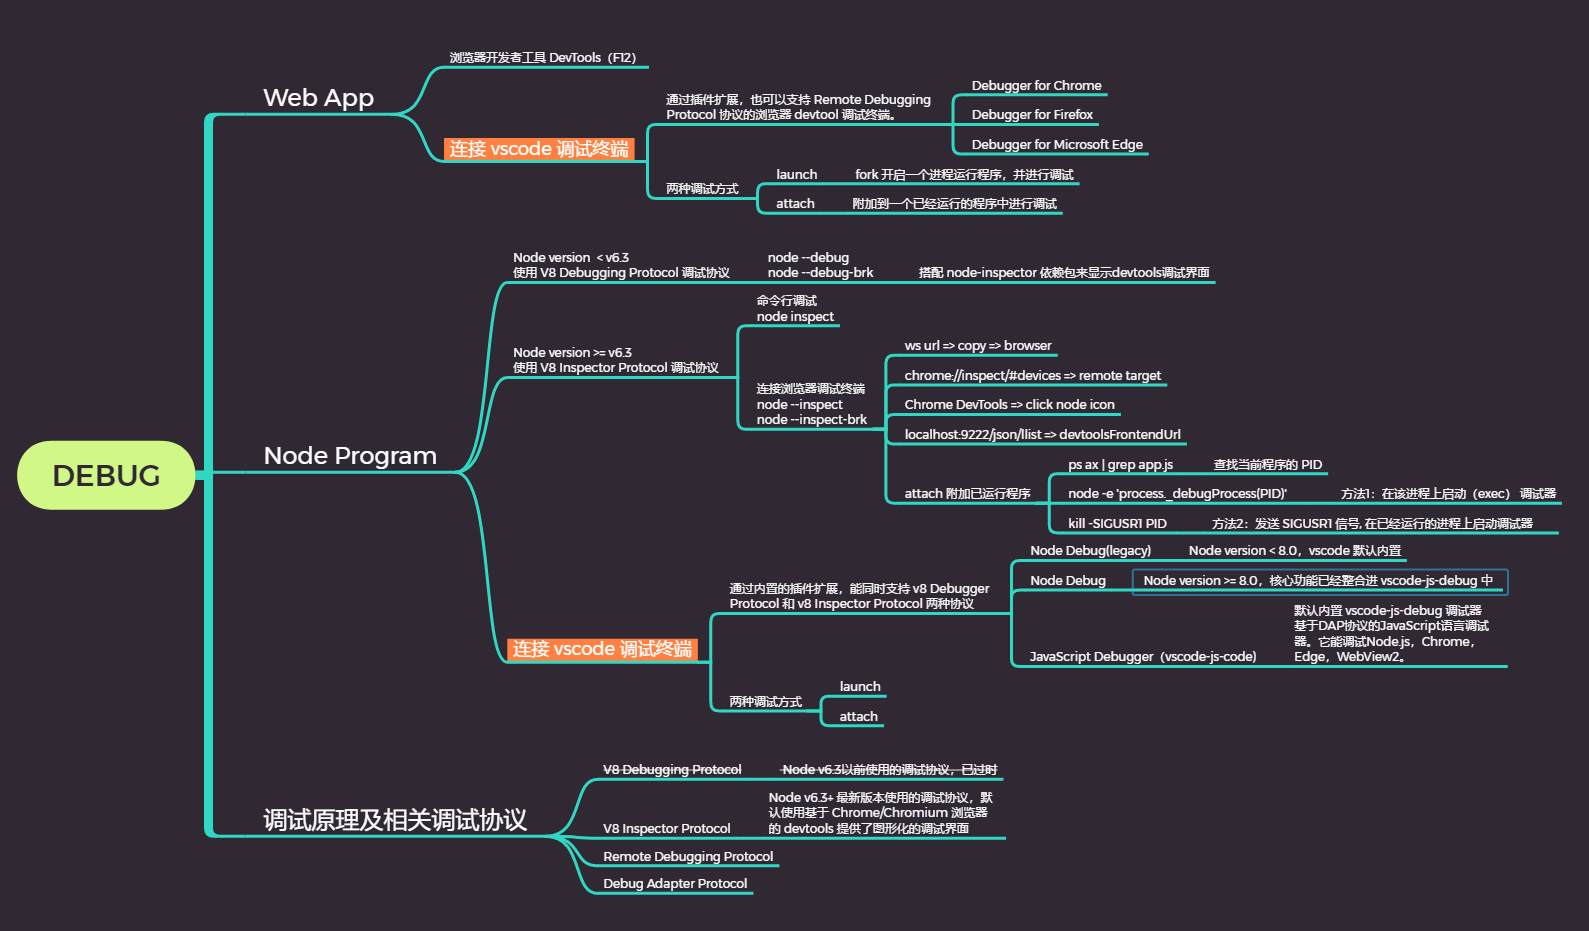 DEBUG
Web App
浏览器开发者工具 DevTools（F12）
连接 vscode 调试终端
通过插件扩展，也可以支持 Remote Debugging
Protocol 协议的浏览器 devtool 调试终端。
Debugger for Chrome
Debugger for Firefox
Debugger for Microsoft Edge
两种调试方式
launch
fork 开启一个进程运行程序，并进行调试
attach
附加到一个已经运行的程序中进行调试
Node Program
Node version < v6.3
使用 V8 Debugging Protocol 调试协议
node --debug
node --debug-brk
搭配 node-inspector 依赖包来显示devtools调试界面
Node version >= v6.3
使用 V8 Inspector Protocol 调试协议
命令行调试
node inspect
连接浏览器调试终端
node --inspect
node --inspect-brk
ws url => copy => browser
chrome://inspect/#devices => remote target
Chrome DevTools => click node icon
localhost:9222/json/llist => devtoolsFrontendUrl
attach 附加已运行程序
ps ax | grep app.js
查找当前程序的 PID
node -e 'process._debugProcess(PID)'
方法1：在该进程上启动（exec） 调试器
kill -SIGUSR1 PID
方法2：发送 SIGUSR1 信号, 在已经运行的进程上启动调试器
连接 vscode 调试终端
通过内置的插件扩展，能同时支持 v8 Debugger
Protocol 和 v8 Inspector Protocol 两种协议
Node Debug(legacy)
Node version < 8.0，vscode 默认内置
Node Debug
Node version >= 8.0，核心功能已经整合进 vscode-js-debug 中
JavaScript Debugger（vscode-js-code)
默认内置 vscode-js-debug 调试器
基于DAP协议的JavaScript语言调试
器。它能调试Node.js，Chrome，
Edge，WebView2。
两种调试方式
launch
attach
调试原理及相关调试协议
V8 Debugging Protocol
Node v6.3以前使用的调试协议，已过时
V8 Inspector Protocol
Node v6.3+ 最新版本使用的调试协议，默
认使用基于 Chrome/Chromium 浏览器
的 devtools 提供了图形化的调试界面
Remote Debugging Protocol
Debug Adapter Protocol